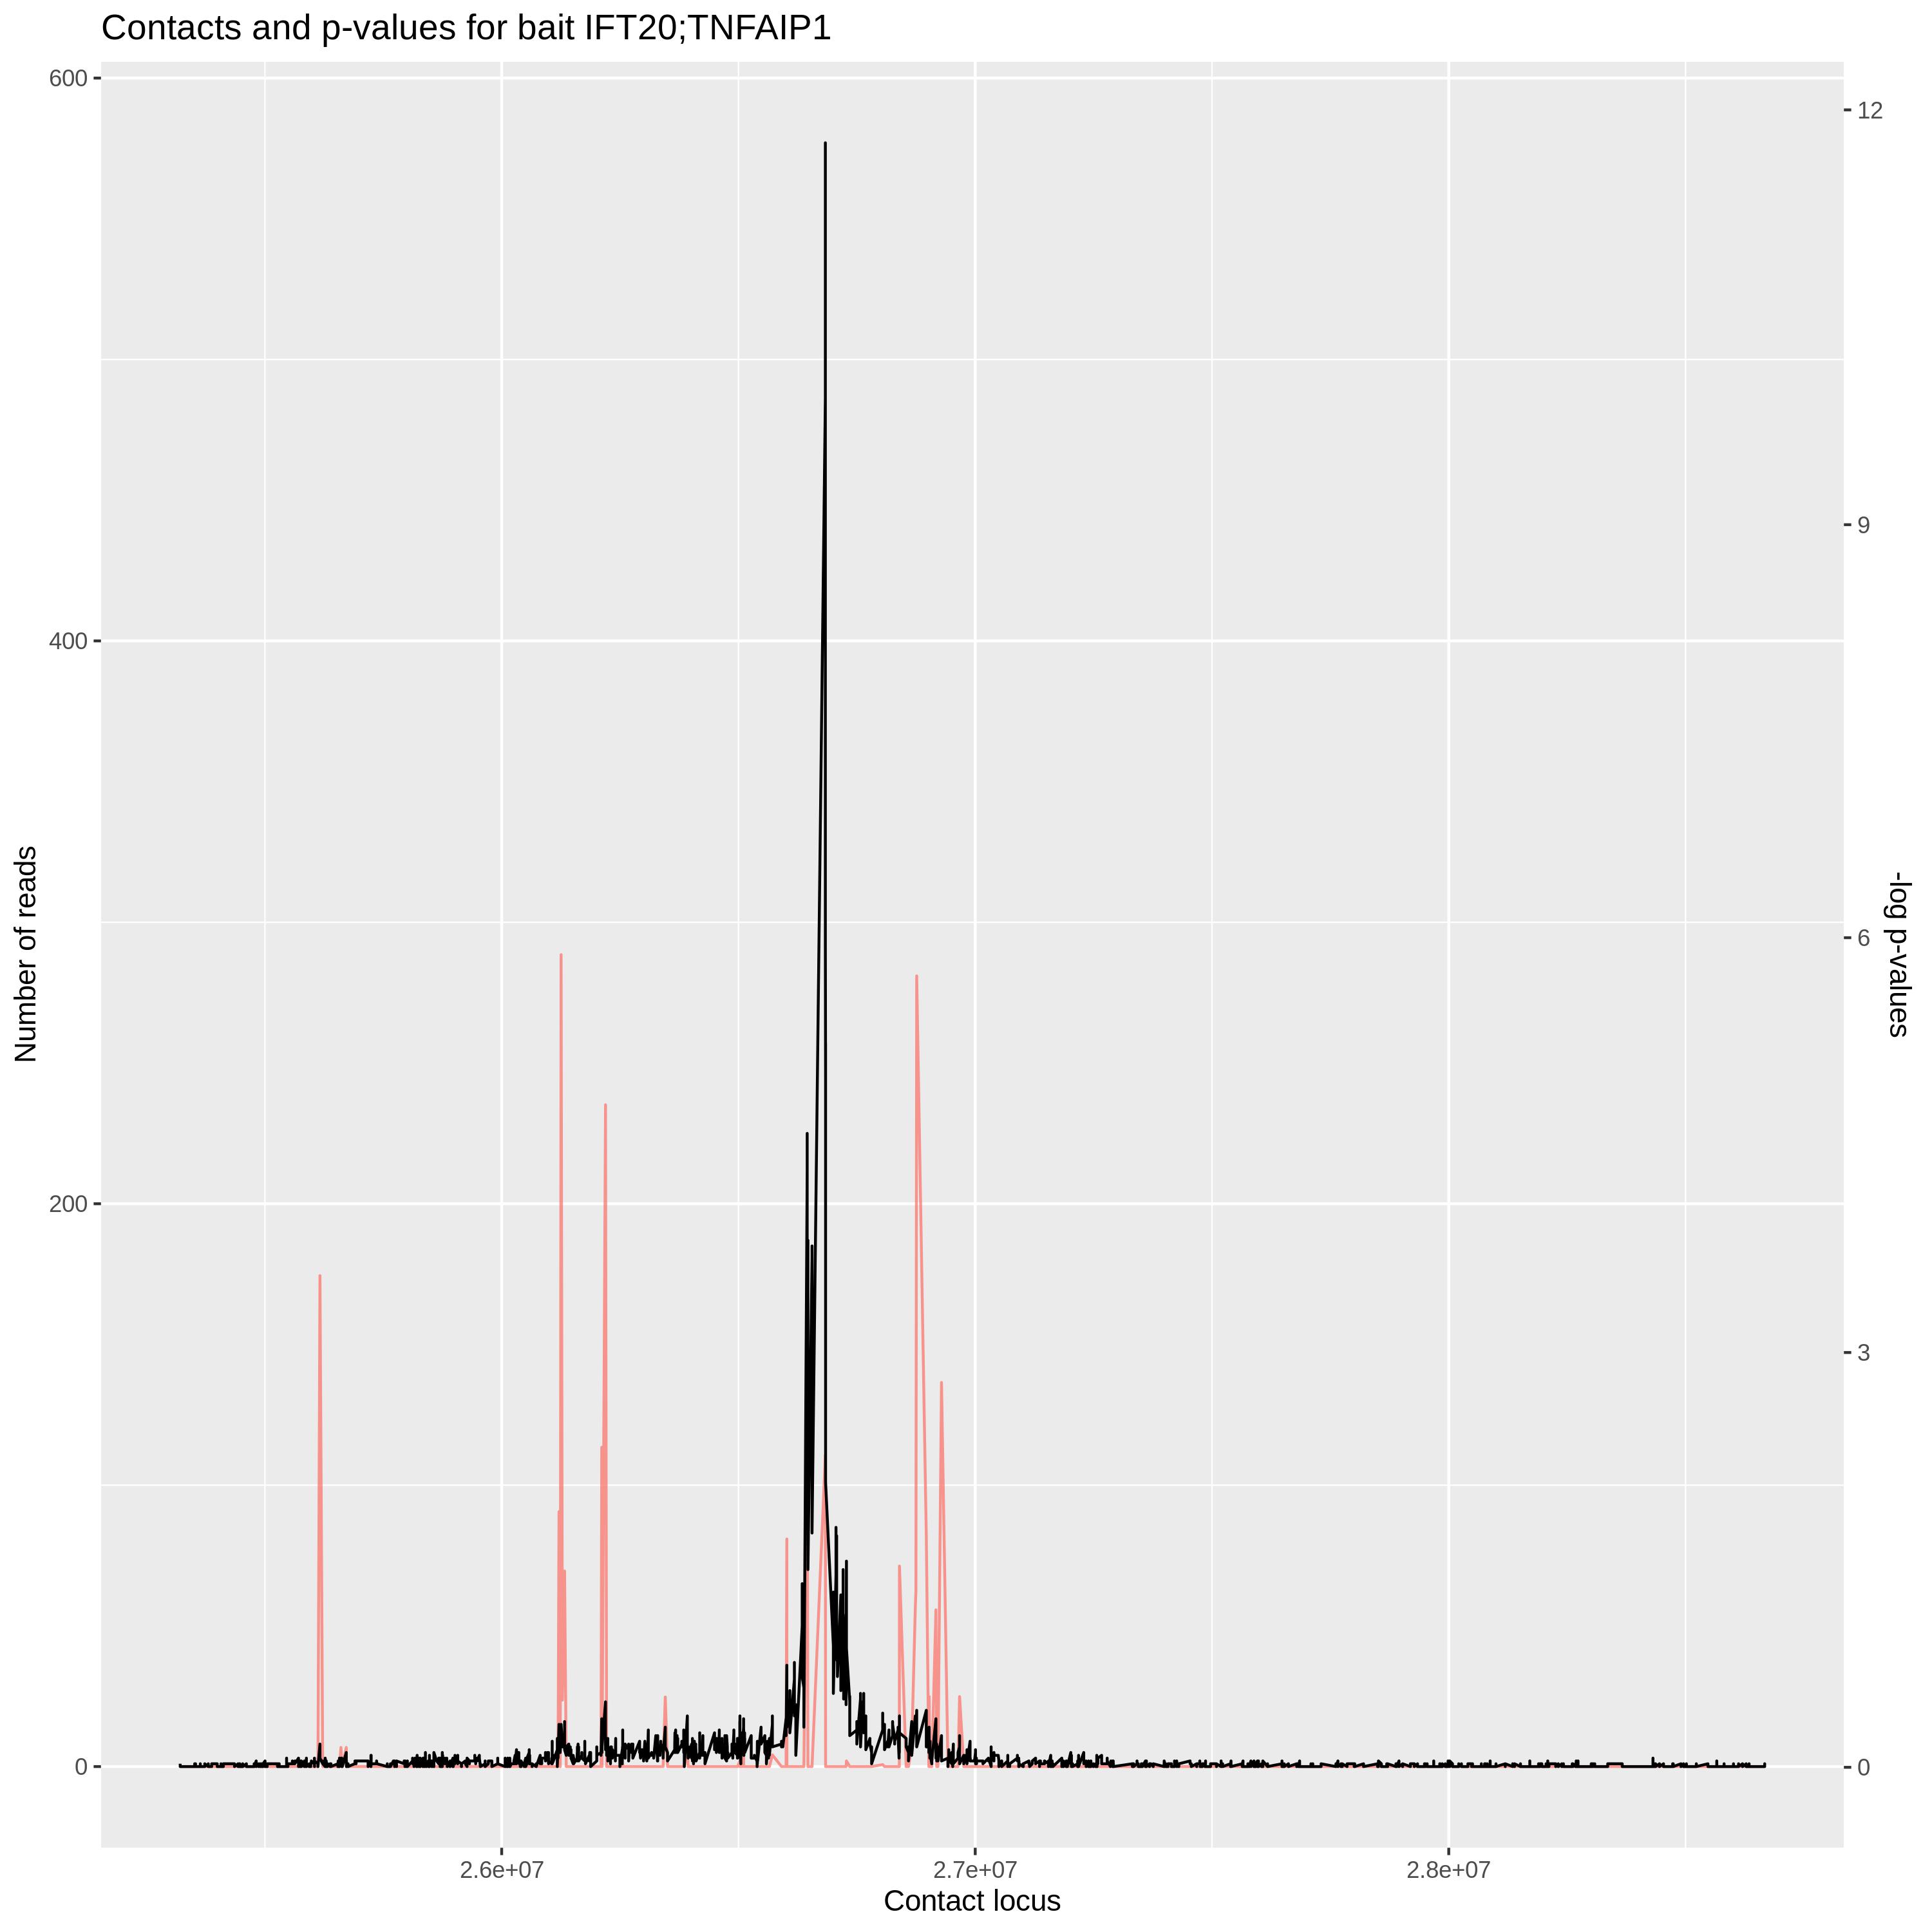 Contacts and p-values for bait IFT20;TNFAIP1
600
400
200
0
12
9
6
3
0
Number of reads
-log p-values
2.6e+07
2.7e+07
2.8e+07
Contact locus